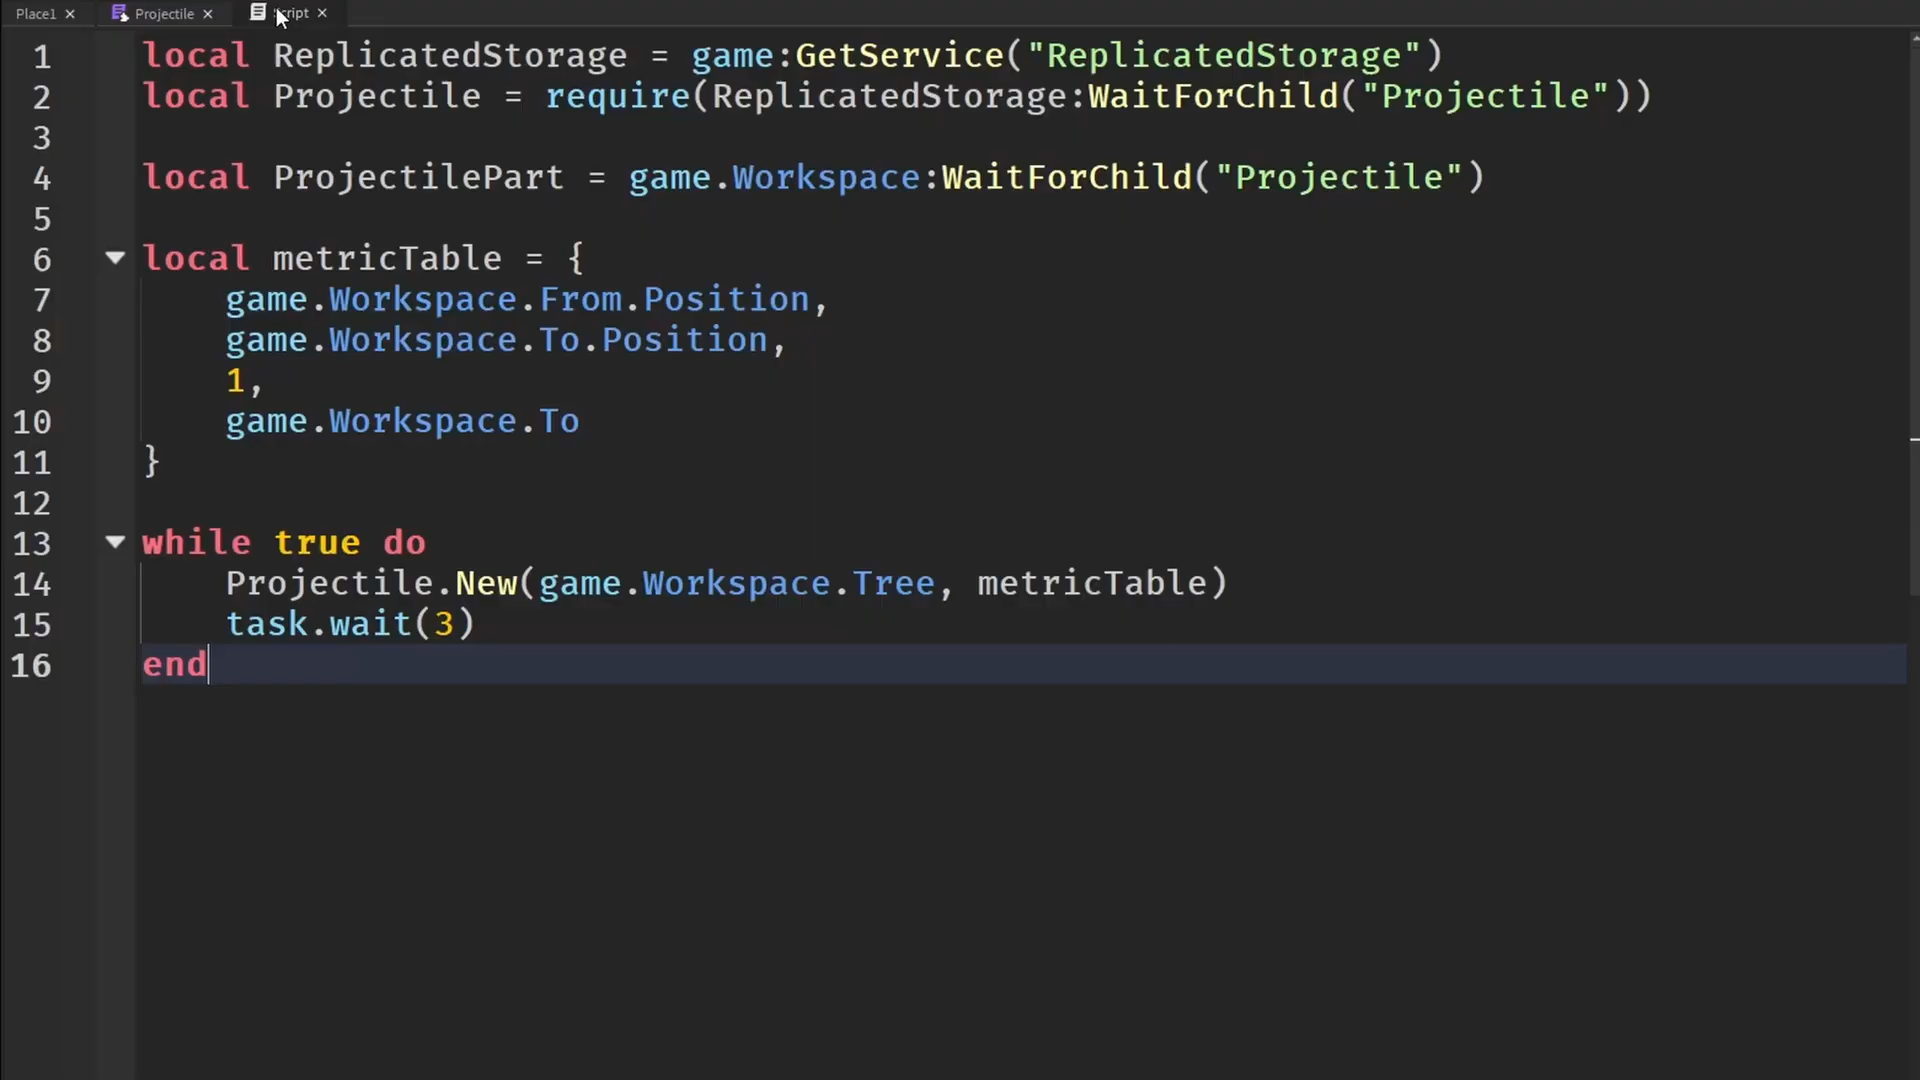 Place1 × Projectile × ×
1 local ReplicatedStorage = game:GetService("ReplicatedStorage")
2 local Projectile = require(ReplicatedStorage:WaitForChild("Projectile"))
3
4 local ProjectilePart = game.Workspace:WaitForChild("Projectile")
5
6 local metricTable = {
7 game.Workspace.From.Position,
8 game.Workspace.To.Position,
9 1,
10 game.Workspace.To
11 }
12
13 while true do
14 Projectile.New(game.Workspace.Tree, metricTable)
15 task.wait(3)
16 end